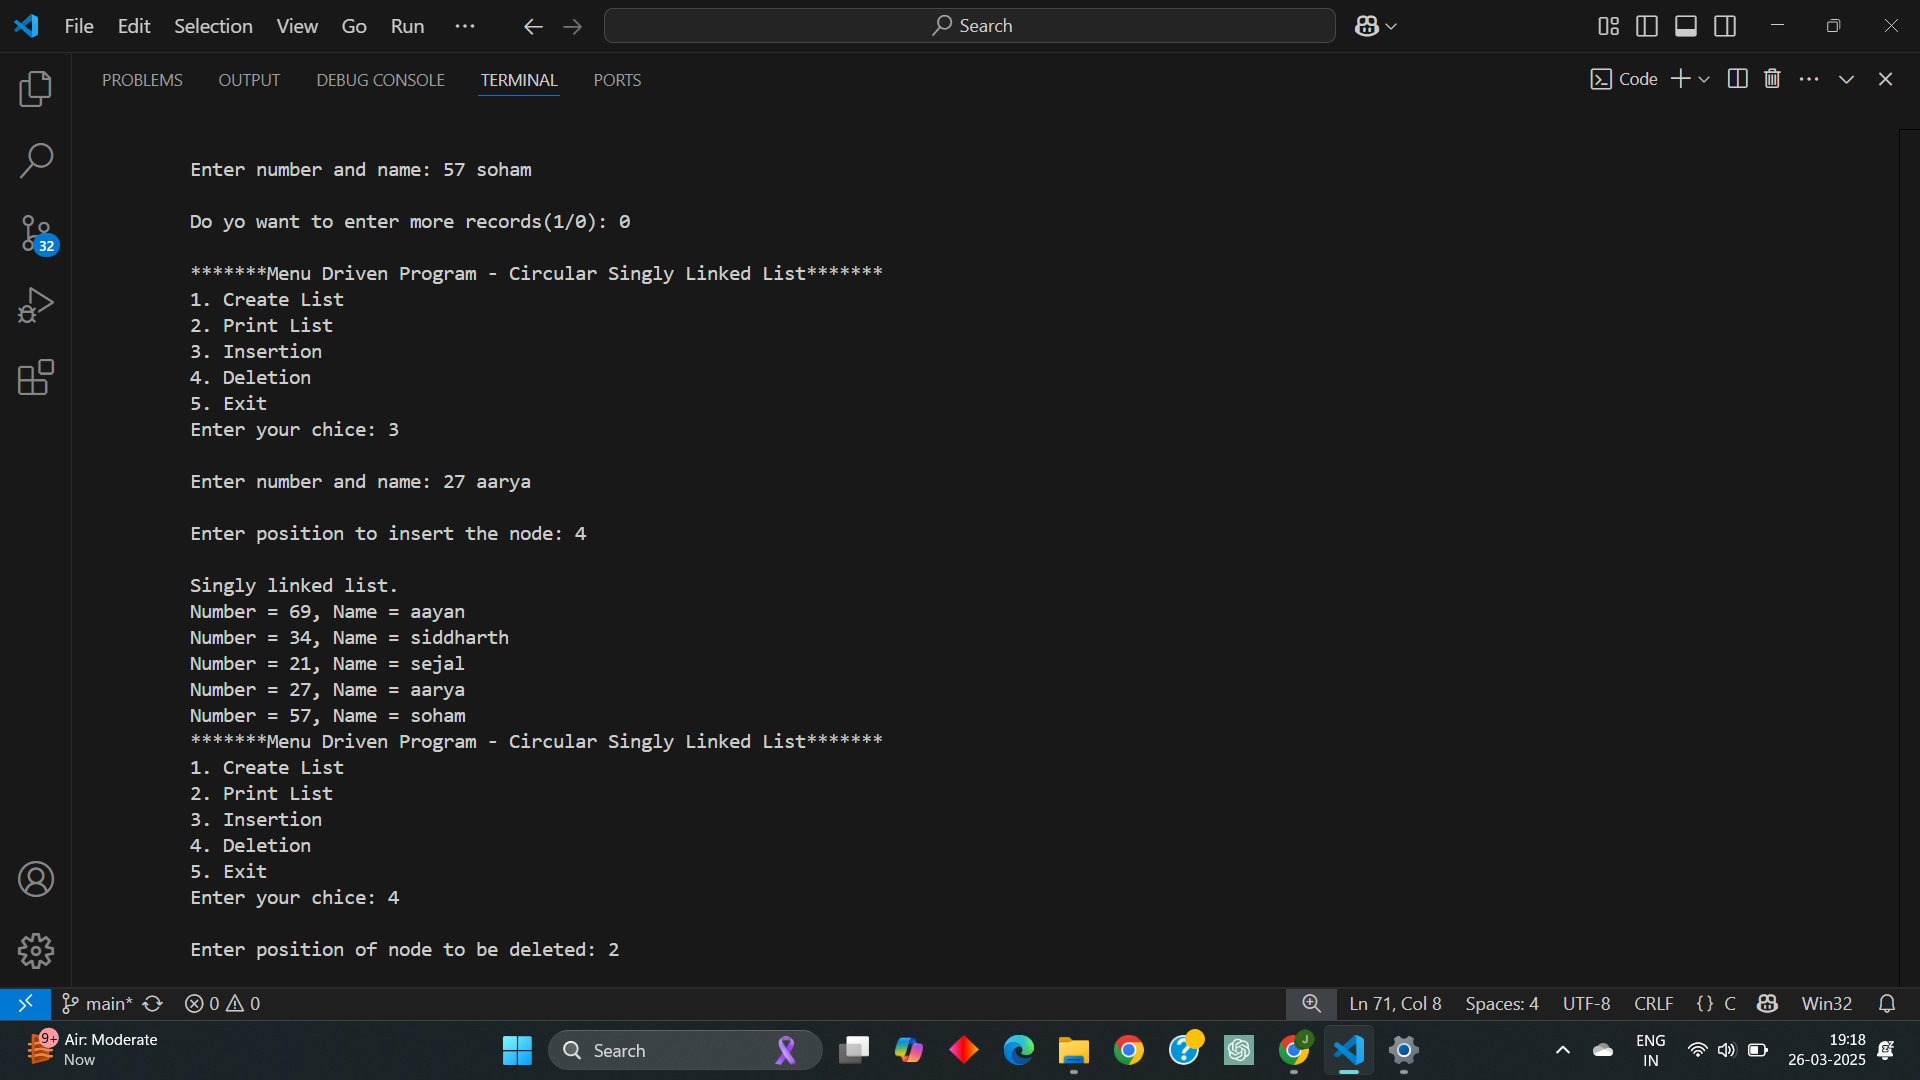 File Edit Selection View Go Run ··· Search
PROBLEMS OUTPUT DEBUG CONSOLE TERMINAL PORTS Code
Enter number and name: 57 soham
Do yo want to enter more records(1/0): 0
*******Menu Driven Program - Circular Singly Linked List*******
1. Create List
2. Print List
3. Insertion
4. Deletion
5. Exit
Enter your chice: 3
Enter number and name: 27 aarya
Enter position to insert the node: 4
Singly linked list.
Number = 69, Name = aayan
Number = 34, Name = siddharth
Number = 21, Name = sejal
Number = 27, Name = aarya
Number = 57, Name = soham
*******Menu Driven Program - Circular Singly Linked List*******
1. Create List
2. Print List
3. Insertion
4. Deletion
5. Exit
Enter your chice: 4
Enter position of node to be deleted: 2
32
main* 0 0 Ln 71, Col 8 Spaces: 4 UTF-8 CRLF {} C Win32
9+ Air: Moderate
Now
Search
J
ENG
IN
19:18
26-03-2025